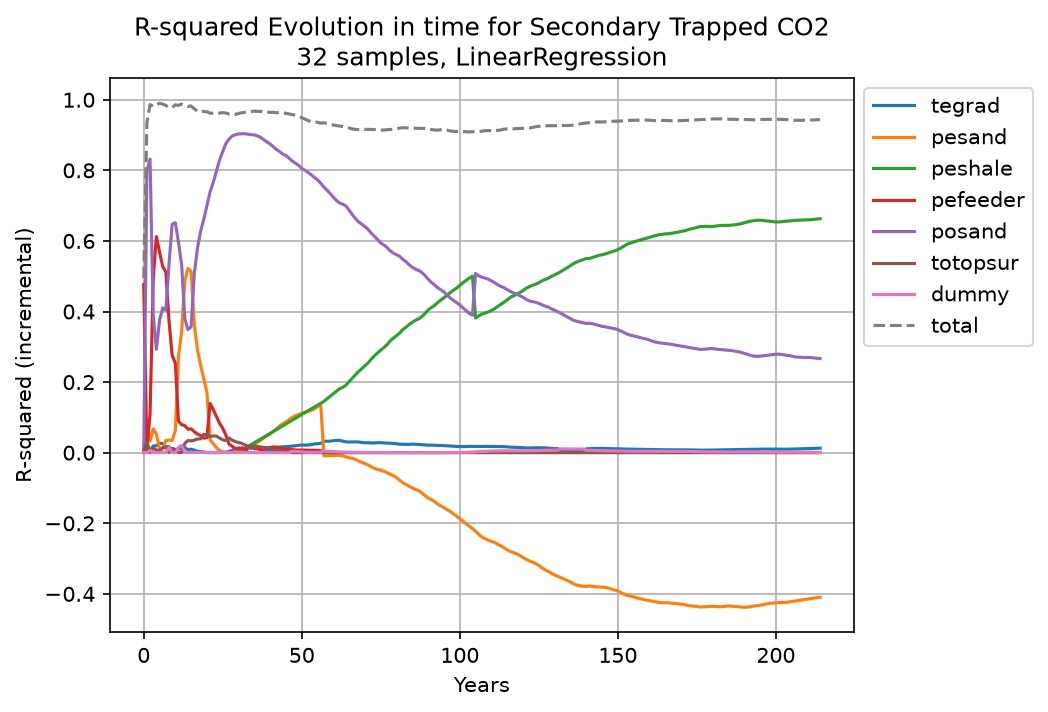 R-squared Evolution in time for Secondary Trapped CO2
32 samples, LinearRegression
1.0
0.8
0.6
0.4
0.2
0.0
−0.2
−0.4
R-squared (incremental)
0
50
100
150
200
Years
tegrad
pesand
peshale
pefeeder
posand
totopsur
dummy
total